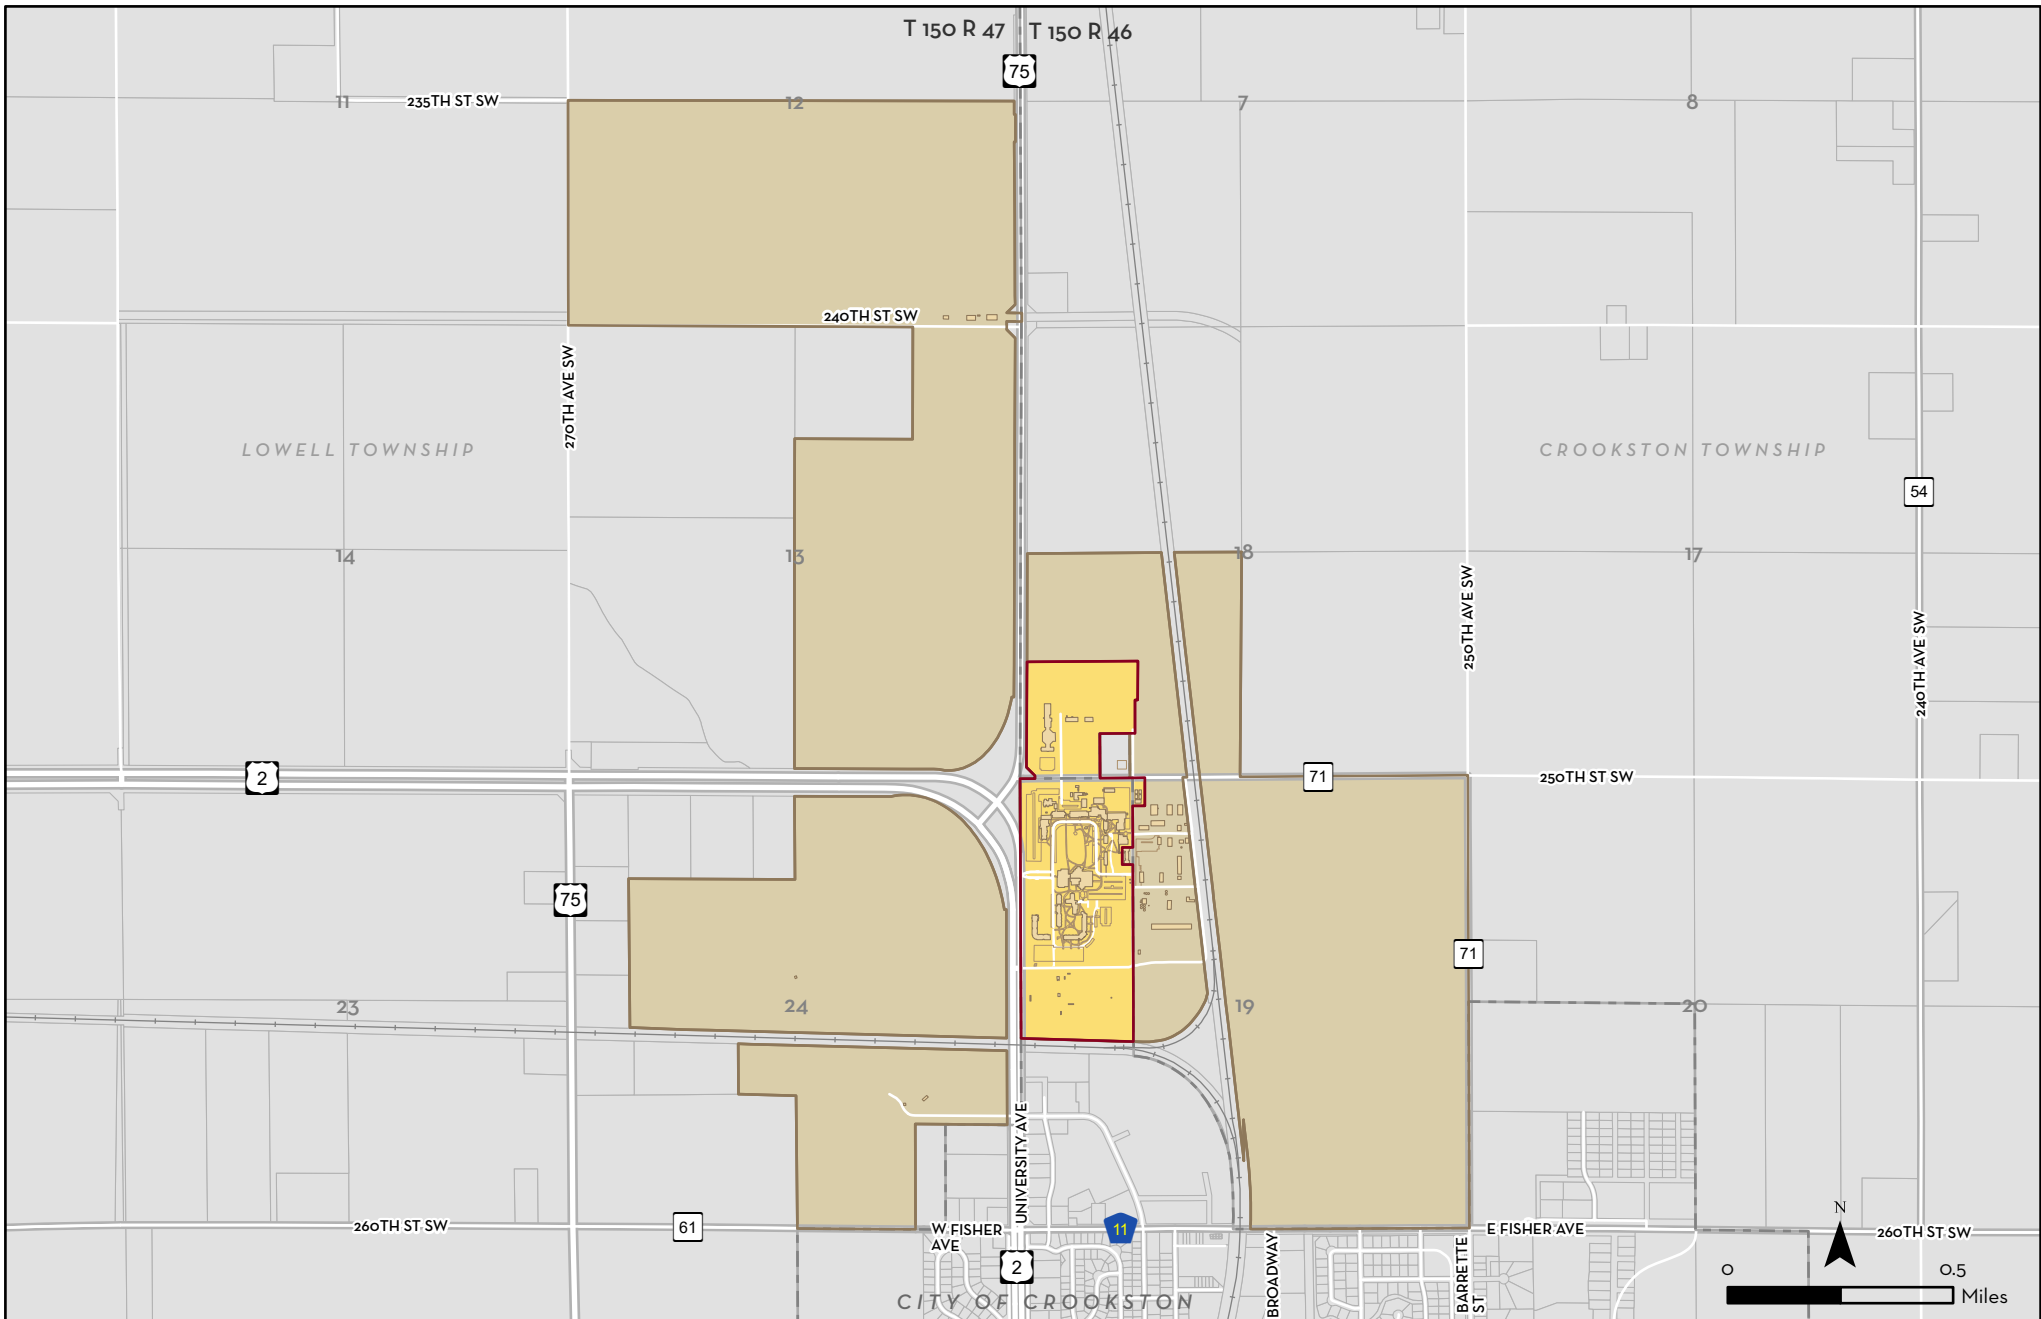 T 150 R 47
T 150 R 46
75
11
235TH ST SW
12
7
8
240TH ST SW
270TH AVE SW
LOWELL TOWNSHIP
CROOKSTON TOWNSHIP
54
14
13
18
17
250TH AVE SW
240TH AVE SW
2
71
250TH ST SW
75
71
23
24
19
20
UNIVERSITY AVE
260TH ST SW
61
W FISHER
AVE
11
E FISHER AVE
260TH ST SW
N
2
BROADWAY
BARRETTE
ST
0
0.5
Miles
CITY OF CROOKSTON